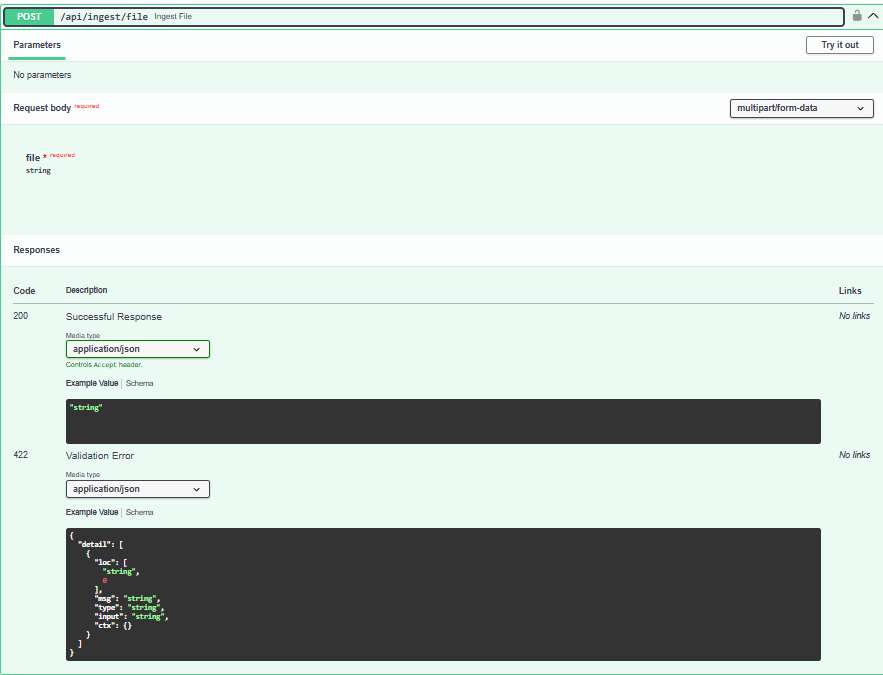 POST /api/ingest/file Ingest File
Parameters Try it out
No parameters
Request body required multipart/form-data
file * required
string
Responses
Code Description Links
200 Successful Response No links
Media type
application/json
Controls Accept header.
Example Value | Schema
"string"
422 Validation Error No links
Media type
application/json
Example Value | Schema
{
  "detail": [
    {
      "loc": [
        "string",
        0
      ],
      "msg": "string",
      "type": "string",
      "input": "string",
      "ctx": {}
    }
  ]
}